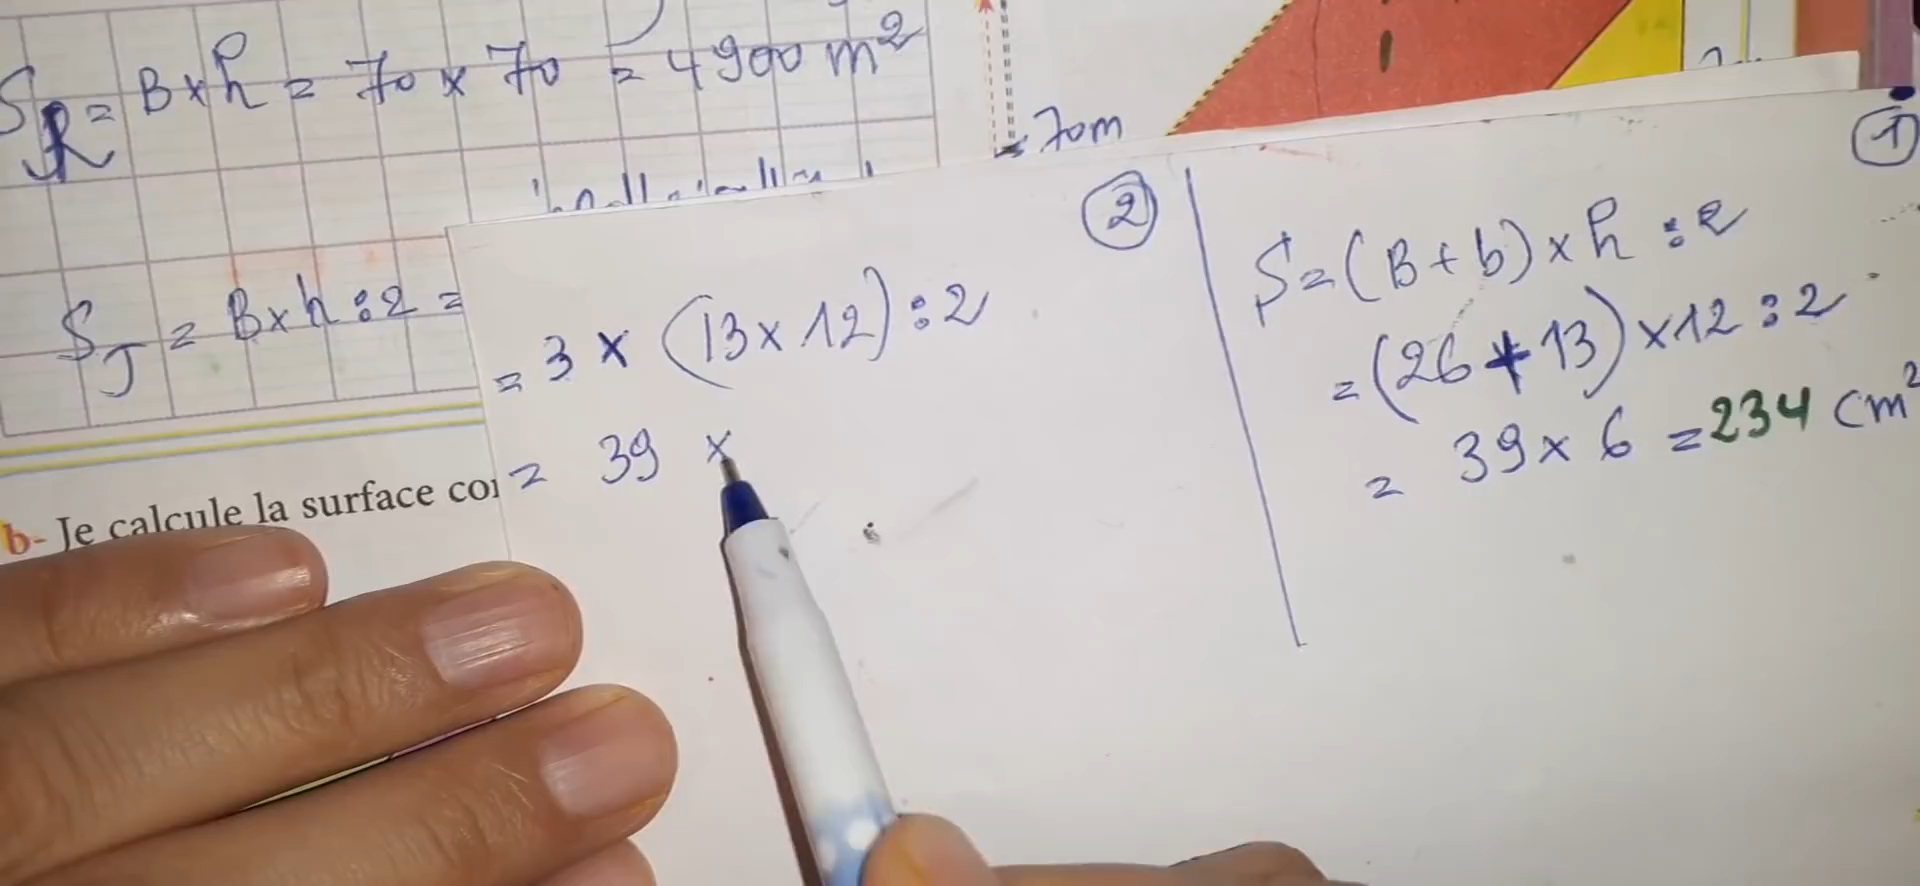 S_R = B x h = 70 x 70 = 4900 m²
70m
S_J = B x h : 2 =
b- Je calcule la surface
2
= 3 x (13 x 12) : 2
= 39 x
1
S = (B + b) x h : 2
= (26 + 13) x 12 : 2
= 39 x 6 = 234 cm²